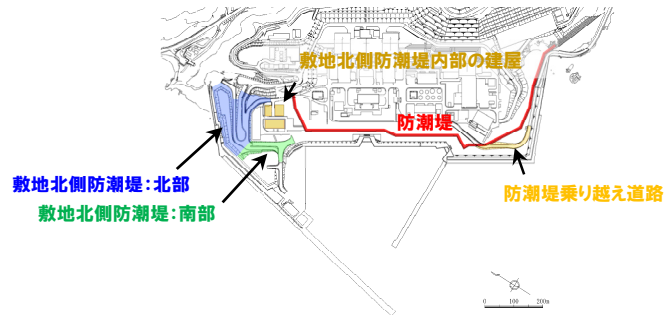 敷地北側防潮堤内部の建屋
防潮堤
敷地北側防潮堤:北部
敷地北側防潮堤:南部
防潮堤乗り越え道路
0 100 200m